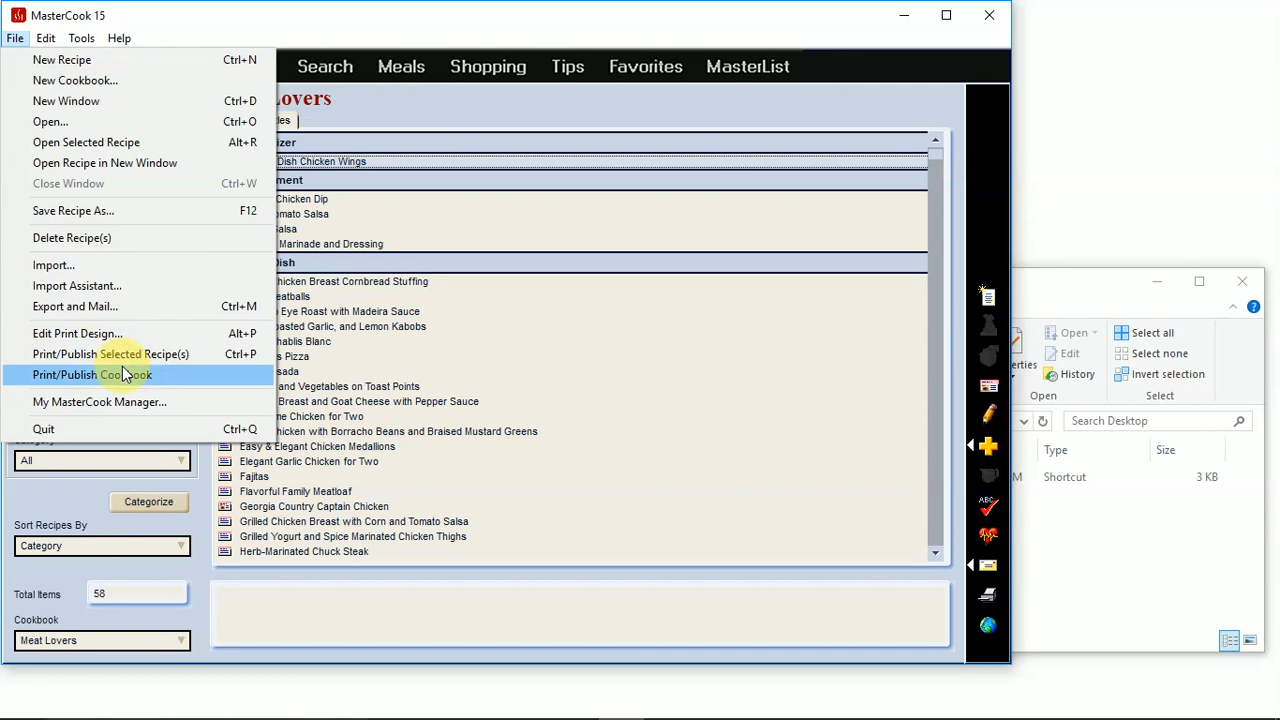 MasterCook 15
File Edit Tools Help
New Recipe Ctrl+N
New Cookbook...
New Window Ctrl+D
Open... Ctrl+O
Open Selected Recipe Alt+R
Open Recipe in New Window
Close Window Ctrl+W
Save Recipe As... F12
Delete Recipe(s)
Import...
Import Assistant...
Export and Mail... Ctrl+M
Edit Print Design... Alt+P
Print/Publish Selected Recipe(s) Ctrl+P
Print/Publish Cookbook
My MasterCook Manager...
Quit Ctrl+Q
Search Meals Shopping Tips Favorites MasterList
Lovers
les
izer
Dish Chicken Wings
ment
Chicken Dip
mato Salsa
Salsa
Marinade and Dressing
Dish
hicken Breast Cornbread Stuffing
eatballs
Eye Roast with Madeira Sauce
asted Garlic, and Lemon Kabobs
hablis Blanc
s Pizza
sada
and Vegetables on Toast Points
Breast and Goat Cheese with Pepper Sauce
me Chicken for Two
with Borracho Beans and Braised Mustard Greens
Easy & Elegant Chicken Medallions
Elegant Garlic Chicken for Two
Fajitas
Flavorful Family Meatloaf
Georgia Country Captain Chicken
Grilled Chicken Breast with Corn and Tomato Salsa
Grilled Yogurt and Spice Marinated Chicken Thighs
Herb-Marinated Chuck Steak
All
Categorize
Sort Recipes By
Category
Total Items 58
Cookbook
Meat Lovers
ABC
Open Select all
Edit Select none
perties History Invert selection
Open Select
Search Desktop
Type Size
M Shortcut 3 KB